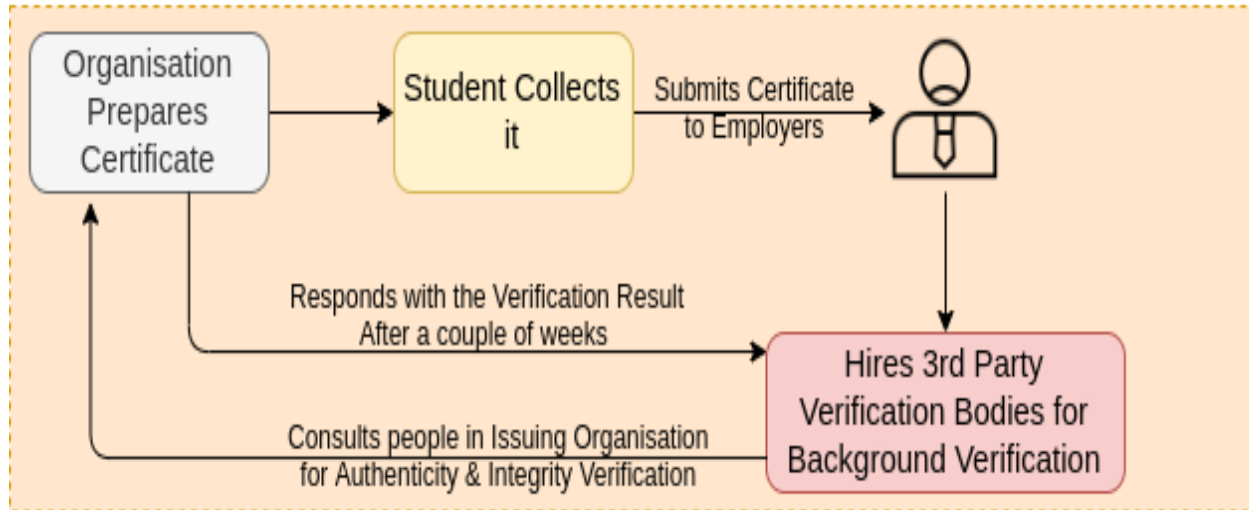 Organisation
Prepares
Certificate
Student Collects
it
Submits Certificate
to Employers
Responds with the Verification Result
After a couple of weeks
Hires 3rd Party
Verification Bodies for
Background Verification
Consults people in Issuing Organisation
for Authenticity & Integrity Verification